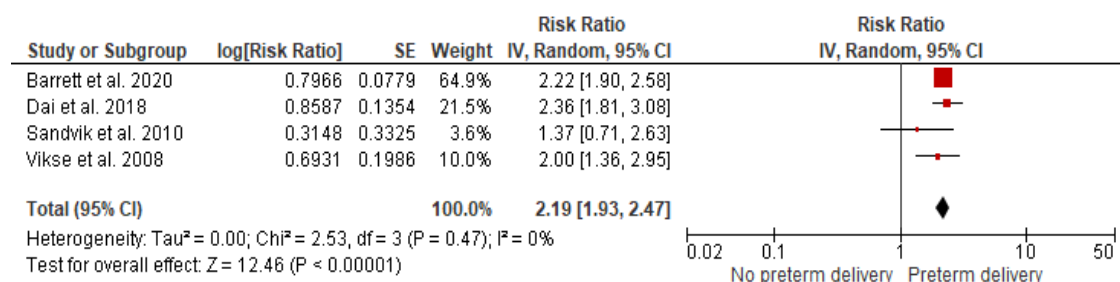 Risk Ratio Risk Ratio
Study or Subgroup log[Risk Ratio] SE Weight IV, Random, 95% CI IV, Random, 95% CI
Barrett et al. 2020 0.7966 0.0779 64.9% 2.22 [1.90, 2.58]
Dai et al. 2018 0.8587 0.1354 21.5% 2.36 [1.81, 3.08]
Sandvik et al. 2010 0.3148 0.3325 3.6% 1.37 [0.71, 2.63]
Vikse et al. 2008 0.6931 0.1986 10.0% 2.00 [1.36, 2.95]
Total (95% CI) 100.0% 2.19 [1.93, 2.47]
Heterogeneity: Tau² = 0.00; Chi² = 2.53, df = 3 (P = 0.47); I² = 0%
Test for overall effect: Z = 12.46 (P < 0.00001)
0.02 0.1 1 10 50
No preterm delivery Preterm delivery